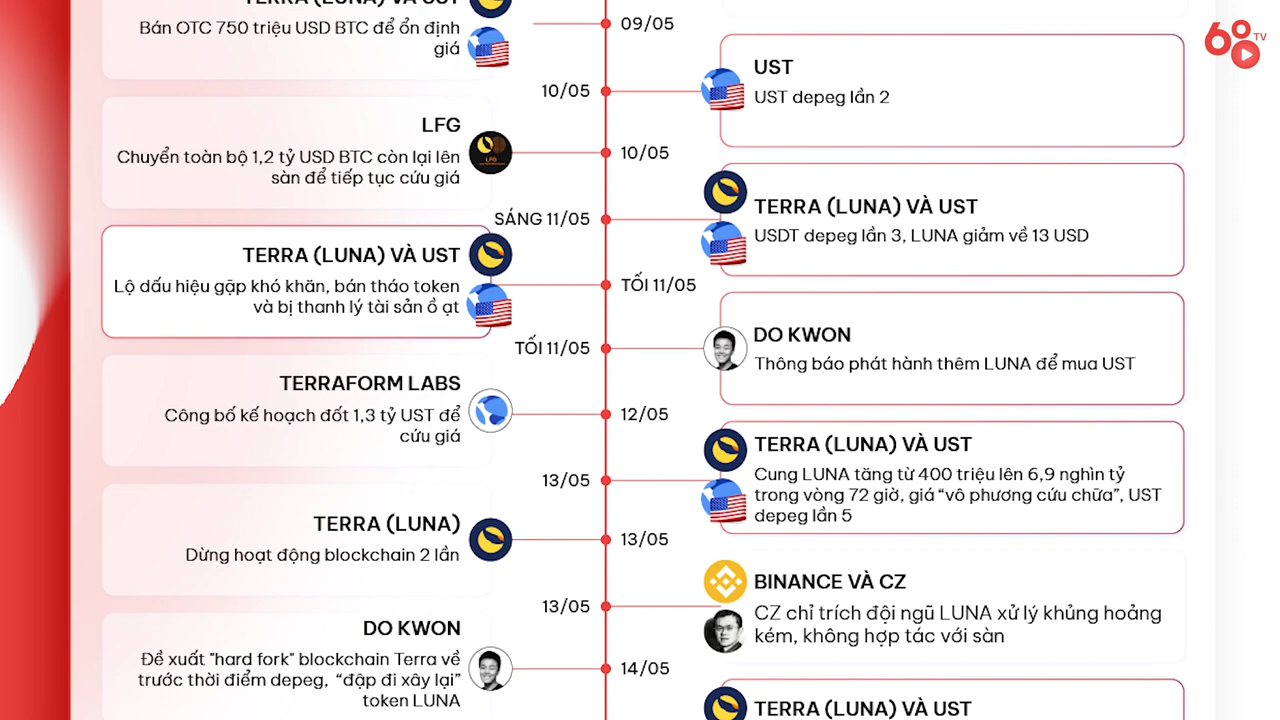 TERRA (LUNA) VÀ UST
Bán OTC 750 triệu USD BTC để ổn định
giá
09/05
UST
UST depeg lần 2
10/05
LFG
Chuyển toàn bộ 1,2 tỷ USD BTC còn lại lên
sàn để tiếp tục cứu giá
10/05
TERRA (LUNA) VÀ UST
USDT depeg lần 3, LUNA giảm về 13 USD
SÁNG 11/05
TERRA (LUNA) VÀ UST
Lộ dấu hiệu gặp khó khăn, bán tháo token
và bị thanh lý tài sản ồ ạt
TỐI 11/05
DO KWON
Thông báo phát hành thêm LUNA để mua UST
TỐI 11/05
TERRAFORM LABS
Công bố kế hoạch đốt 1,3 tỷ UST để
cứu giá
12/05
TERRA (LUNA) VÀ UST
Cung LUNA tăng từ 400 triệu lên 6,9 nghìn tỷ
trong vòng 72 giờ, giá “vô phương cứu chữa”, UST
depeg lần 5
13/05
TERRA (LUNA)
Dừng hoạt động blockchain 2 lần
13/05
BINANCE VÀ CZ
CZ chỉ trích đội ngũ LUNA xử lý khủng hoảng
kém, không hợp tác với sàn
13/05
DO KWON
Đề xuất "hard fork" blockchain Terra về
trước thời điểm depeg, “đập đi xây lại”
token LUNA
14/05
TERRA (LUNA) VÀ UST
LFG
68 TV